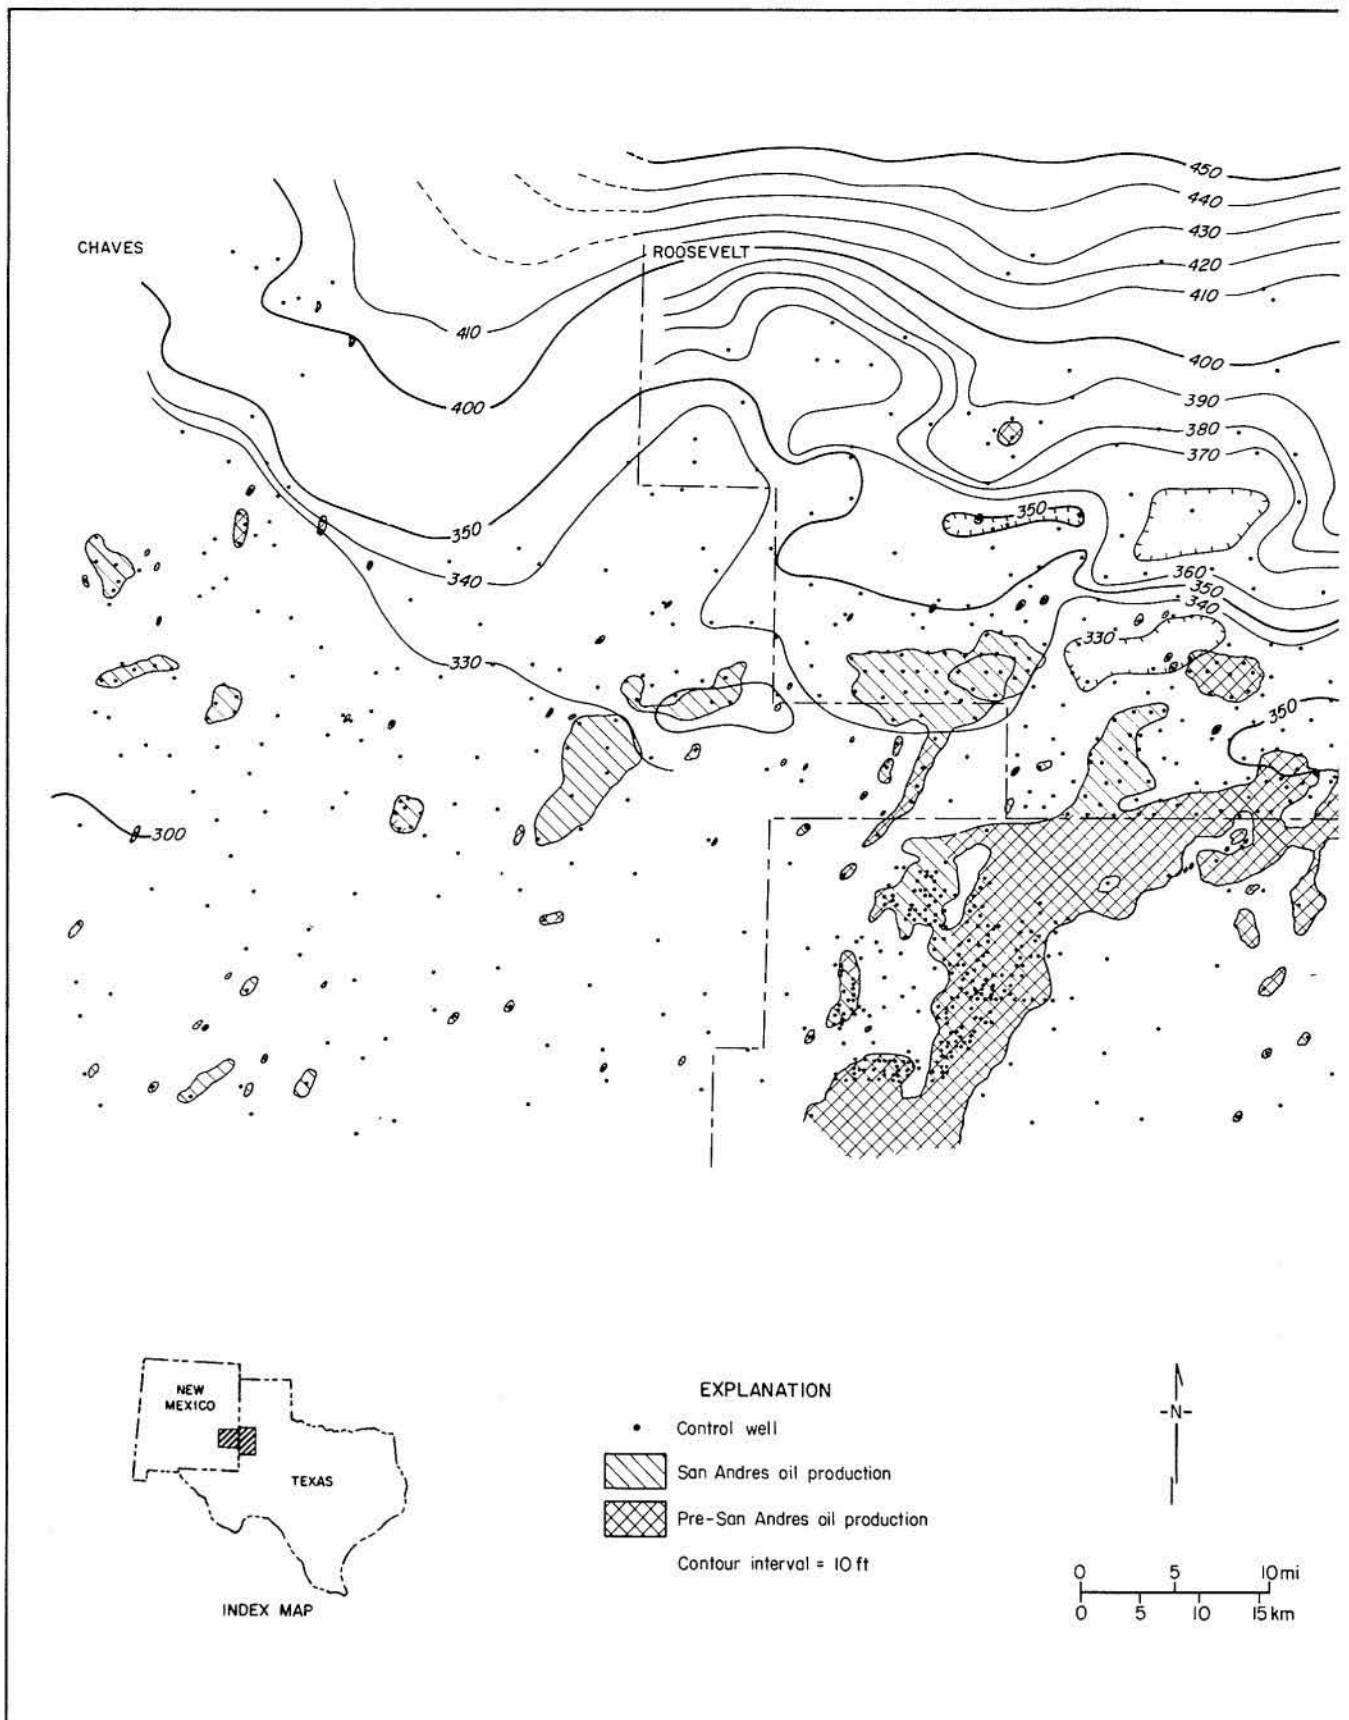 450
440
430
CHAVES
ROOSEVELT
420
410
410
400
390
400
380
370
350
350
340
360
350
340
330
330
350
300
NEW
MEXICO
TEXAS
INDEX MAP
EXPLANATION
Control well
San Andres oil production
Pre-San Andres oil production
Contour interval = 10 ft
-N-
0 5 10 mi
0 5 10 15 km